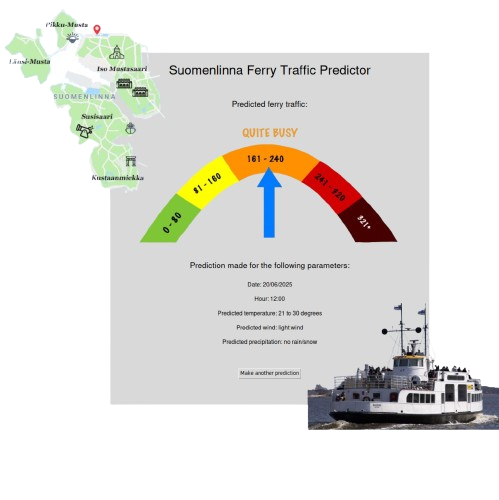 Pikku-Musta
Länsi-Musta
Iso Mustasaari
SUOMENLINNA
Susisaari
Kustaanmiekka
Suomenlinna Ferry Traffic Predictor
Predicted ferry traffic:
QUITE BUSY
0 - 80
81 - 160
161 - 240
241 - 320
321+
Prediction made for the following parameters:
Date: 20/06/2025
Hour: 12:00
Predicted temperature: 21 to 30 degrees
Predicted wind: light wind
Predicted precipitation: no rain/snow
Make another prediction